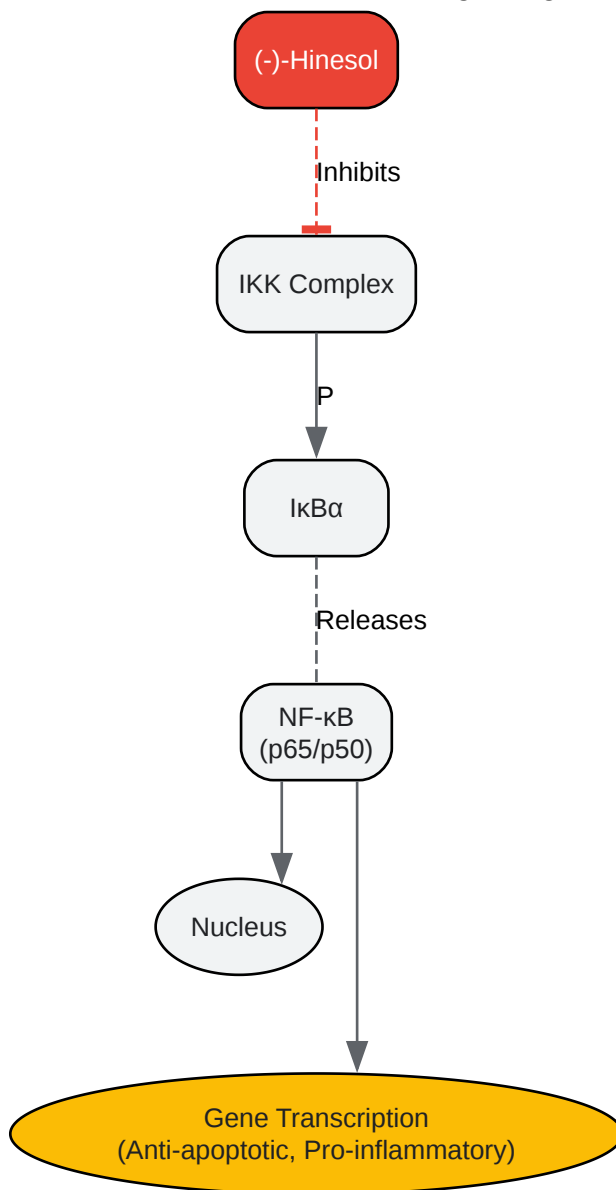 (-)-Hinesol
Inhibits
IKK Complex
P
IκBα
Releases
NF-κB
(p65/p50)
Nucleus
Gene Transcription
(Anti-apoptotic, Pro-inflammatory)